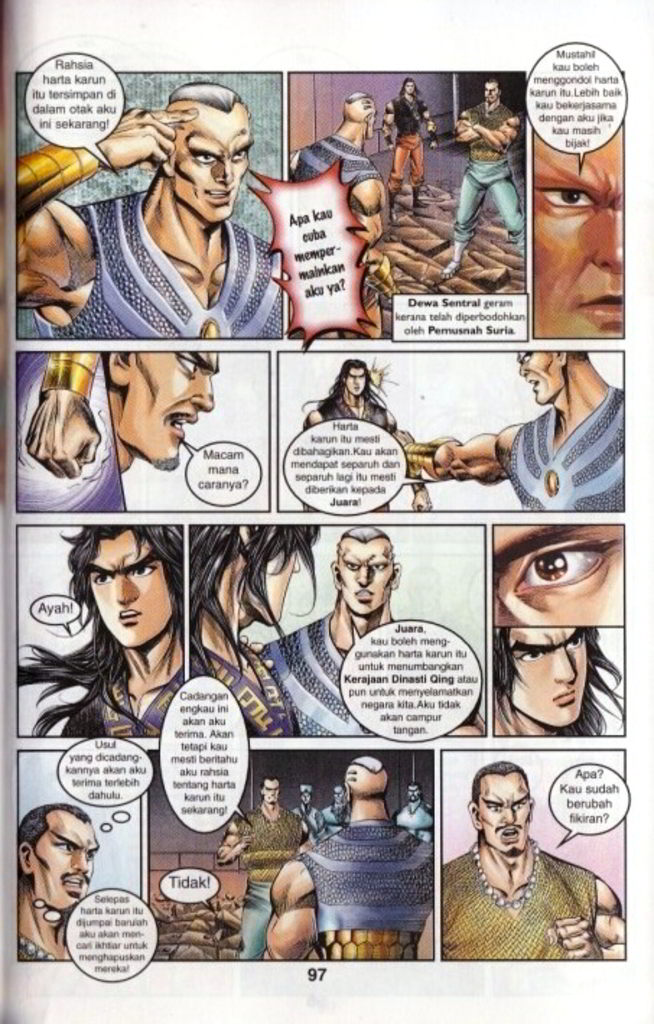 Rahsia
harta karun
itu tersimpan di
dalam otak aku
ini sekarang!
Apa kau
cuba
memper-
mainkan
aku ya?
Dewa Sentral geram
kerana telah diperbodohkan
oleh Pemusnah Suria.
Mustahil
kau boleh
menggondol harta
karun itu.Lebih baik
kau bekerjasama
dengan aku jika
kau masih
bijak!
Macam
mana
caranya?
Harta
karun itu mesti
dibahagikan.Kau akan
mendapat separuh dan
separuh lagi itu mesti
diberikan kepada
Juara!
Ayah!
Juara,
kau boleh meng-
gunakan harta karun itu
untuk menumbangkan
Kerajaan Dinasti Qing atau
pun untuk menyelamatkan
negara kita.Aku tidak
akan campur
tangan.
Usul
yang dicadang-
kannya akan aku
terima terlebih
dahulu.
Selepas
harta karun itu
dijumpai barulah
aku akan men-
cari ikhtiar untuk
menghapuskan
mereka!
Cadangan
engkau ini
akan aku
terima. Akan
tetapi kau
mesti beritahu
aku rahsia
tentang harta
karun itu
sekarang!
Tidak!
Apa?
Kau sudah
berubah
fikiran?
97